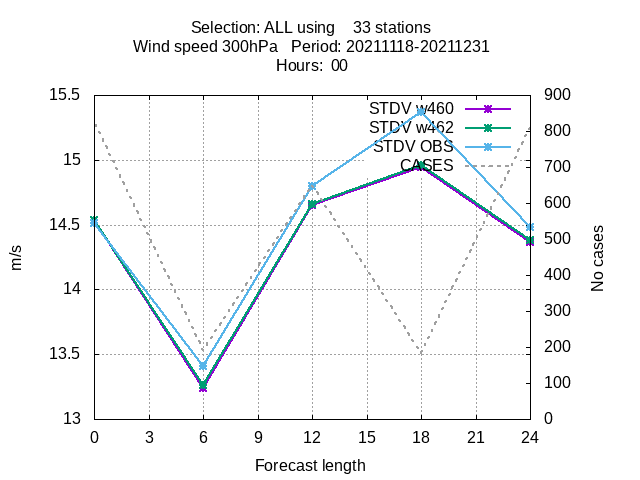 Selection: ALL using    33 stations
Wind speed 300hPa   Period: 20211118-20211231
Hours:  00
STDV w460
STDV w462
STDV OBS
CASES
15.5
15
14.5
14
13.5
13
900
800
700
600
500
400
300
200
100
0
m/s
No cases
0 3 6 9 12 15 18 21 24
Forecast length